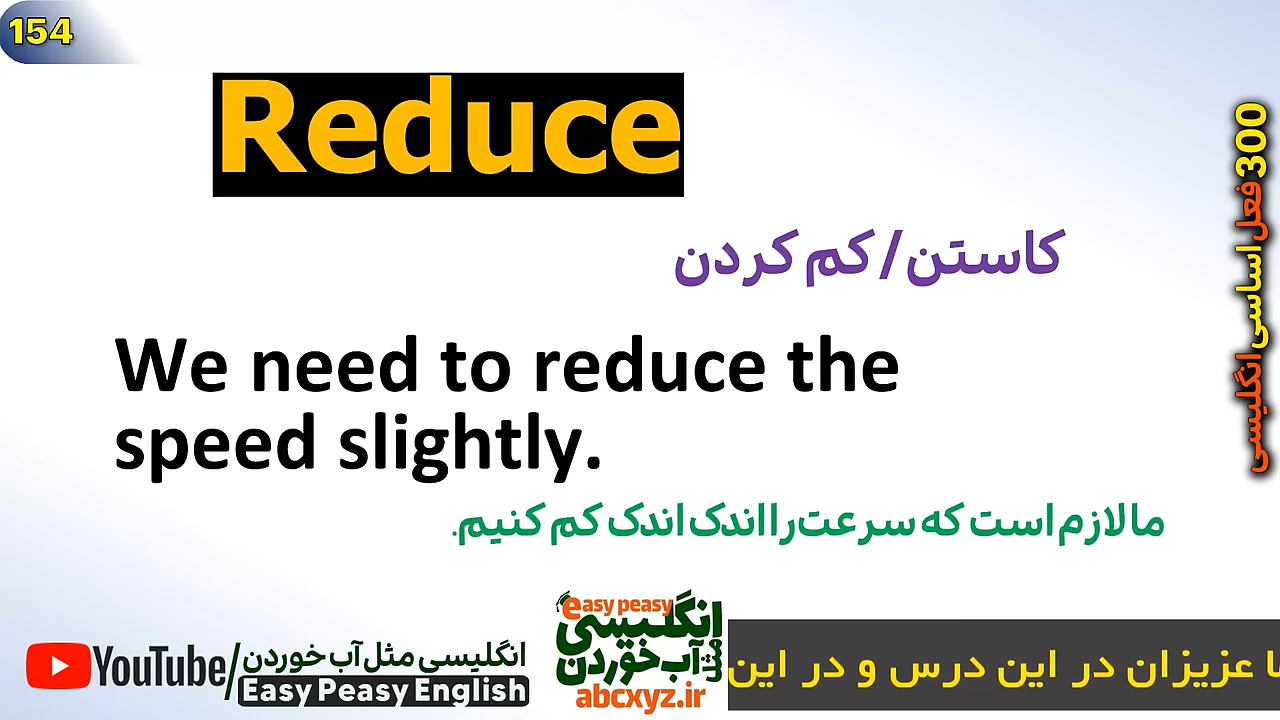 154
Reduce
کاستن/کم کردن
We need to reduce the
speed slightly.
ما لازم است که سرعت را اندک اندک کم کنیم.
300 فعل اساسی انگلیسی
YouTube/انگلیسی مثل آب خوردن
Easy Peasy English
easy peasy
انگلیسی
مثل آب خوردن
abcxyz.ir
عزیزان در این درس و در این